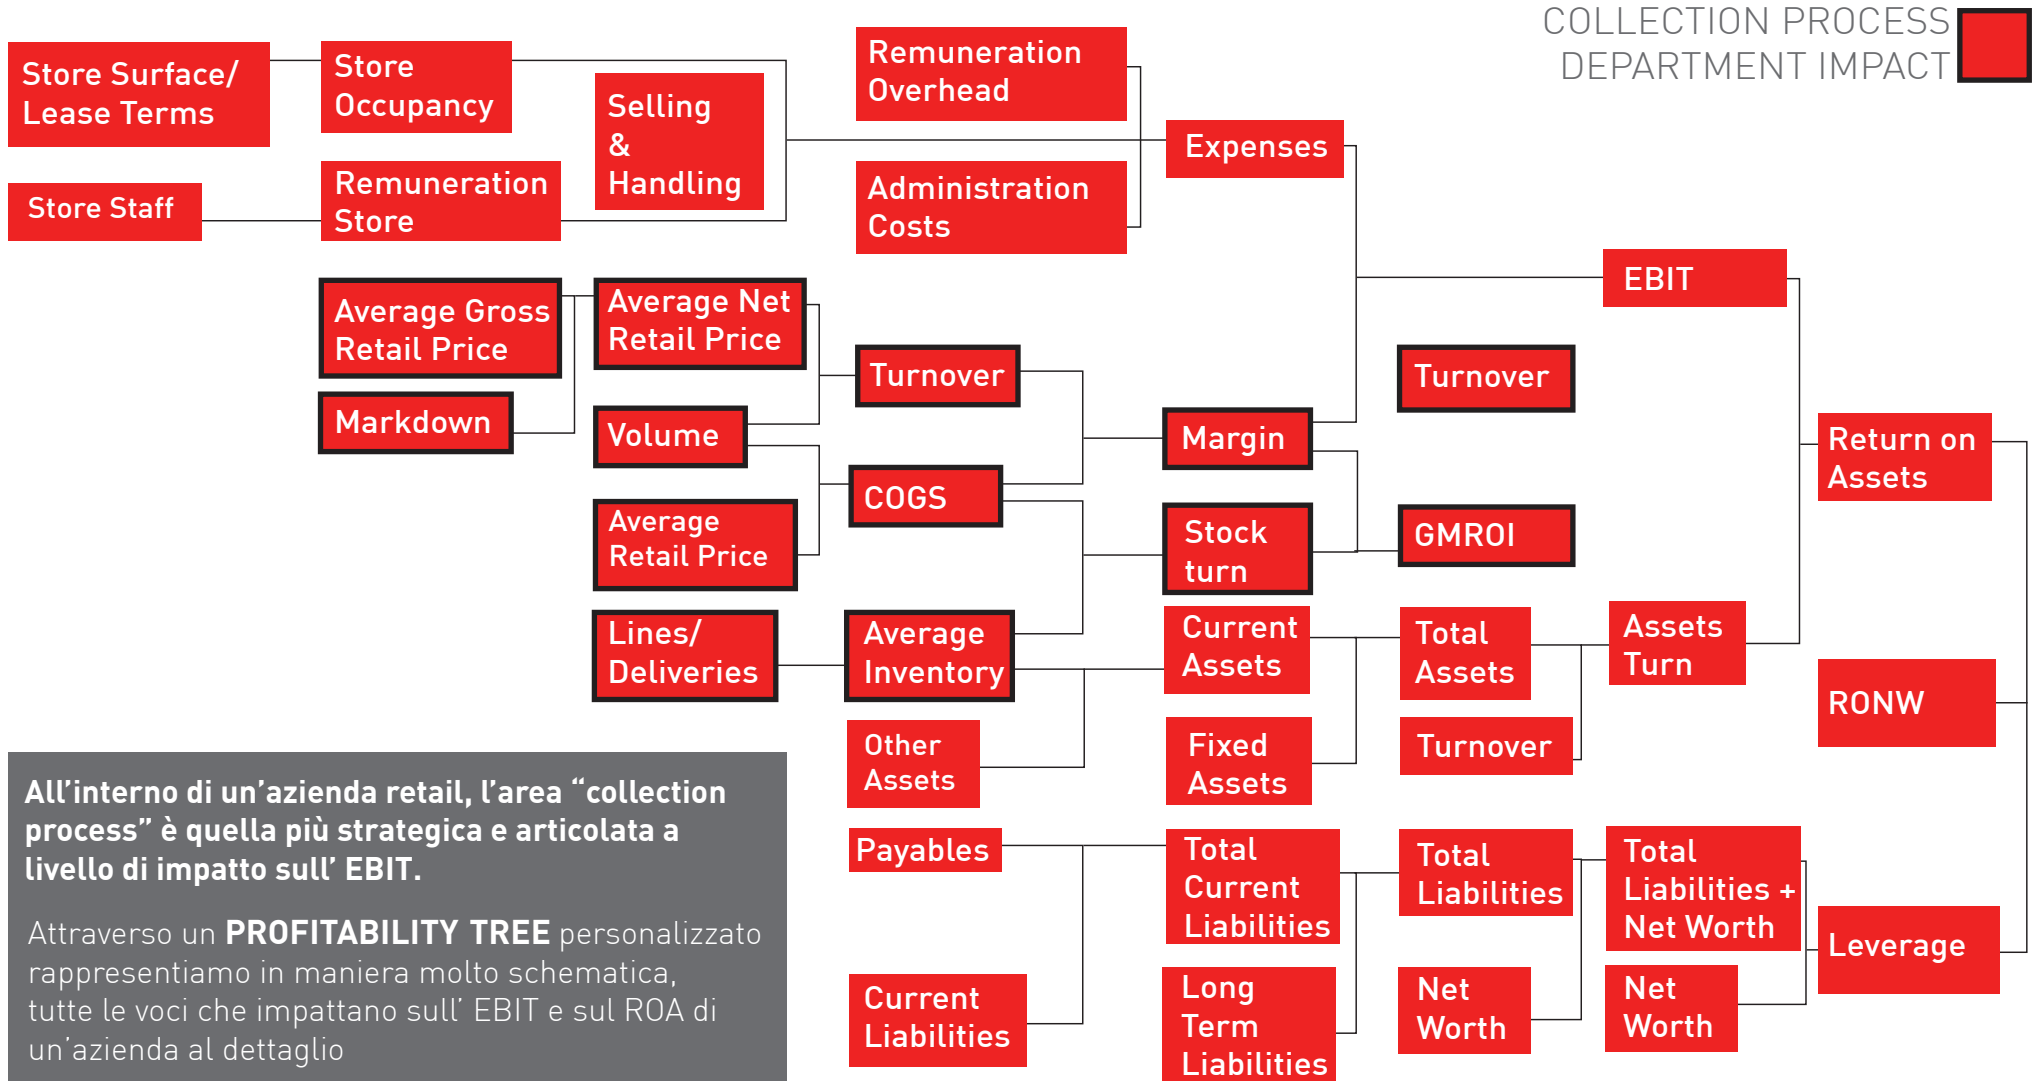 COLLECTION PROCESS
DEPARTMENT IMPACT
Store Surface/
Lease Terms
Store
Occupancy
Selling
&
Handling
Remuneration
Overhead
Expenses
Store Staff
Remuneration
Store
Administration
Costs
EBIT
Average Gross
Retail Price
Average Net
Retail Price
Turnover
Turnover
Markdown
Volume
Margin
Return on
Assets
COGS
Average
Retail Price
Stock
turn
GMROI
Lines/
Deliveries
Average
Inventory
Current
Assets
Total
Assets
Assets
Turn
RONW
Other
Assets
Fixed
Assets
Turnover
Payables
Total
Current
Liabilities
Total
Liabilities
Total
Liabilities +
Net Worth
Leverage
Current
Liabilities
Long
Term
Liabilities
Net
Worth
Net
Worth
All’interno di un’azienda retail, l’area “collection
process” è quella più strategica e articolata a
livello di impatto sull’ EBIT.
Attraverso un PROFITABILITY TREE personalizzato
rappresentiamo in maniera molto schematica,
tutte le voci che impattano sull’ EBIT e sul ROA di
un’azienda al dettaglio